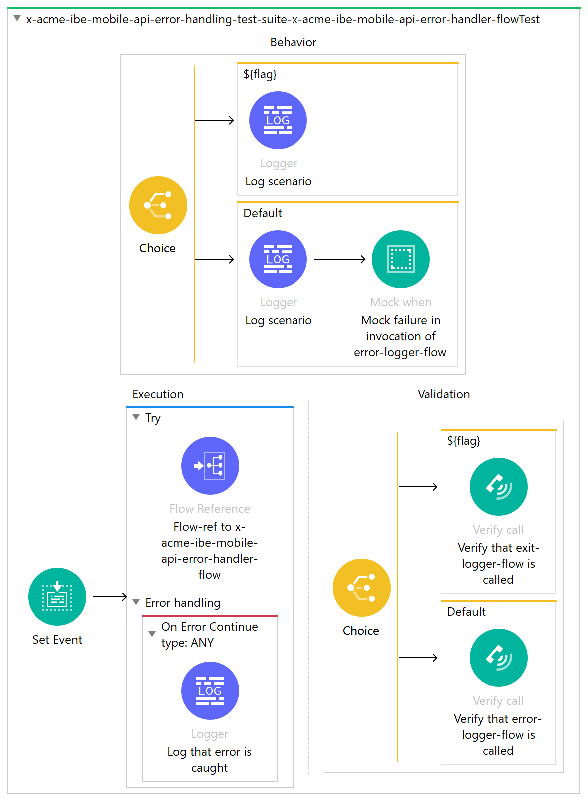 x-acme-ibe-mobile-api-error-handling-test-suite-x-acme-ibe-mobile-api-error-handler-flowTest
Behavior
Choice
${flag}
LOG
Logger
Log scenario
Default
LOG
Logger
Log scenario
Mock when
Mock failure in
invocation of
error-logger-flow
Execution
Set Event
Try
Flow Reference
Flow-ref to x-
acme-ibe-mobile-
api-error-handler-
flow
Error handling
On Error Continue
type: ANY
LOG
Logger
Log that error is
caught
Validation
Choice
${flag}
Verify call
Verify that exit-
logger-flow is
called
Default
Verify call
Verify that error-
logger-flow is
called